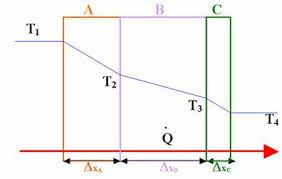 A B C
T1
T2
T3
T4
Q̇
ΔxA ΔxB ΔxC